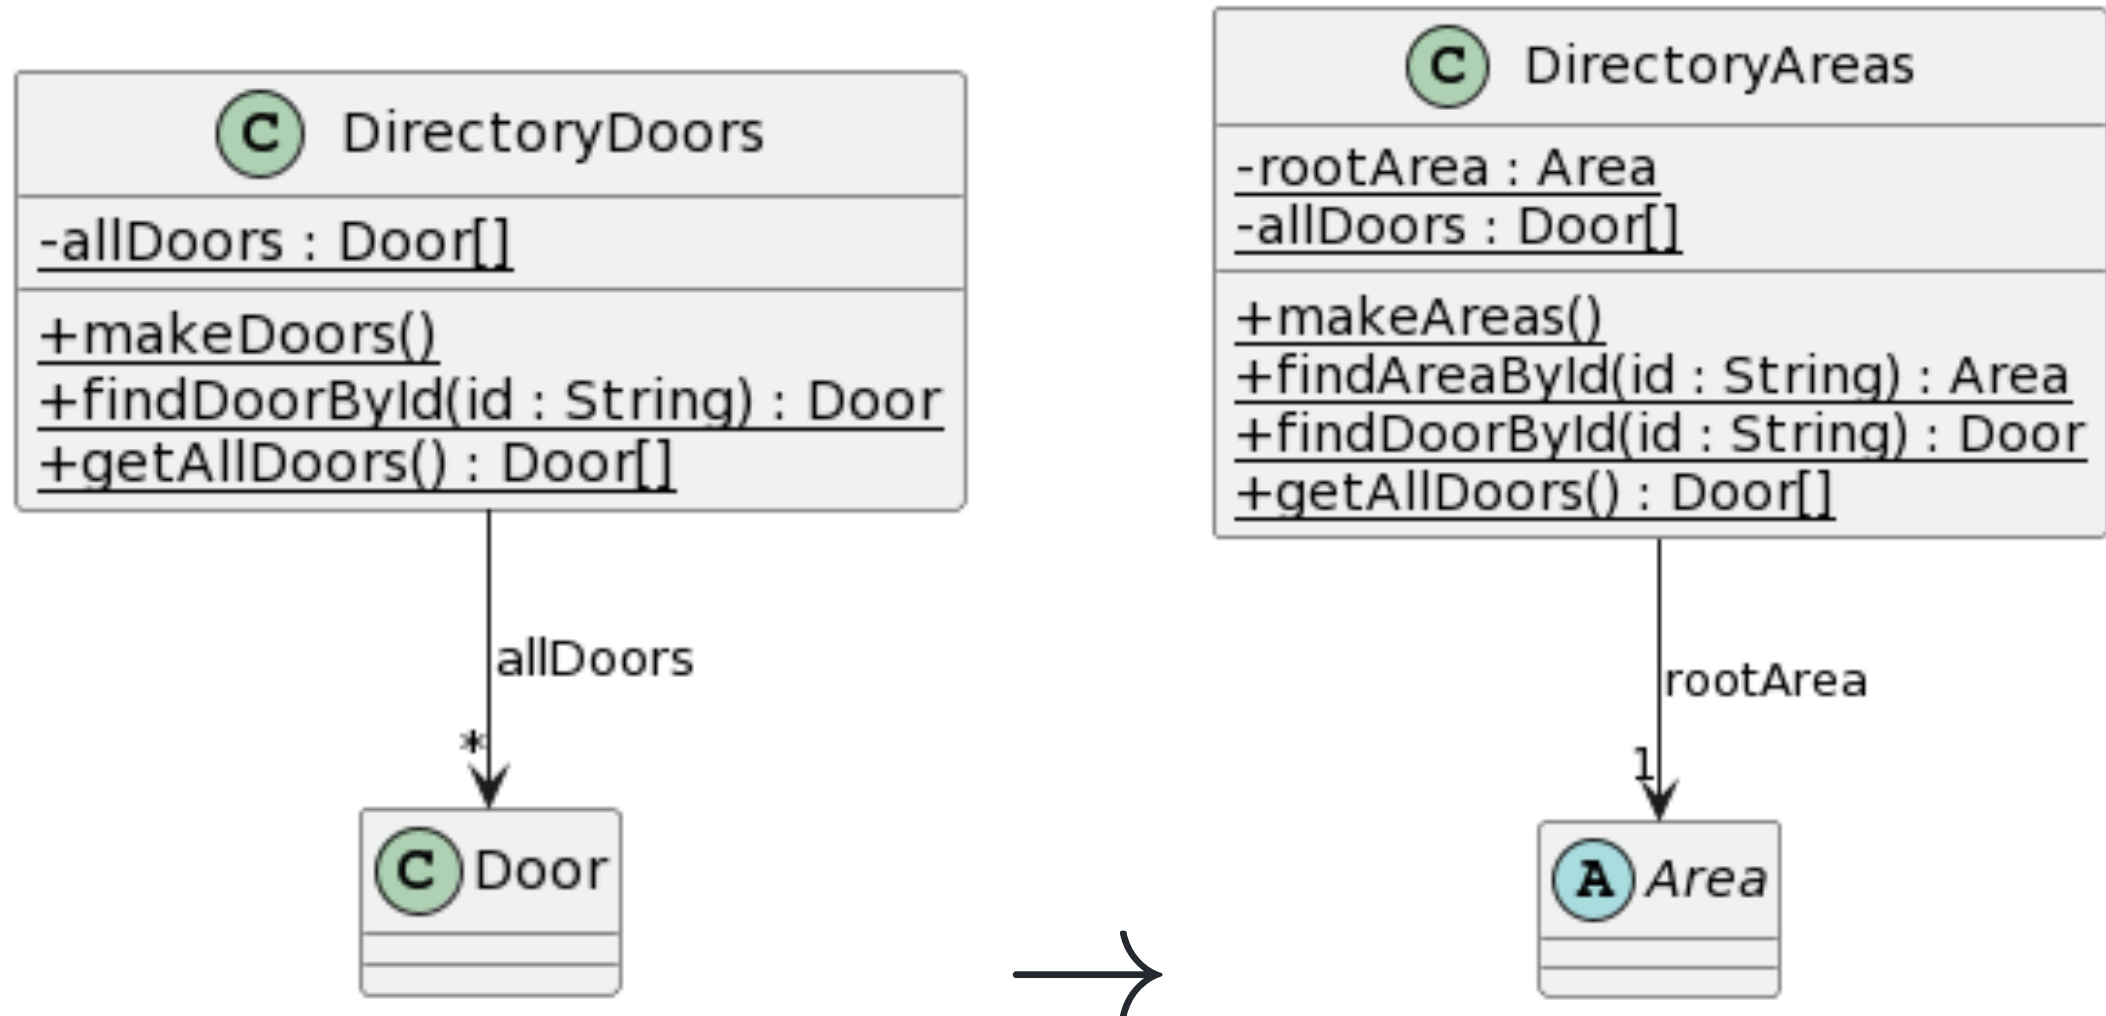 C DirectoryDoors
-allDoors : Door[]
+makeDoors()
+findDoorById(id : String) : Door
+getAllDoors() : Door[]
allDoors
*
C Door
C DirectoryAreas
-rootArea : Area
-allDoors : Door[]
+makeAreas()
+findAreaById(id : String) : Area
+findDoorById(id : String) : Door
+getAllDoors() : Door[]
rootArea
1
A Area